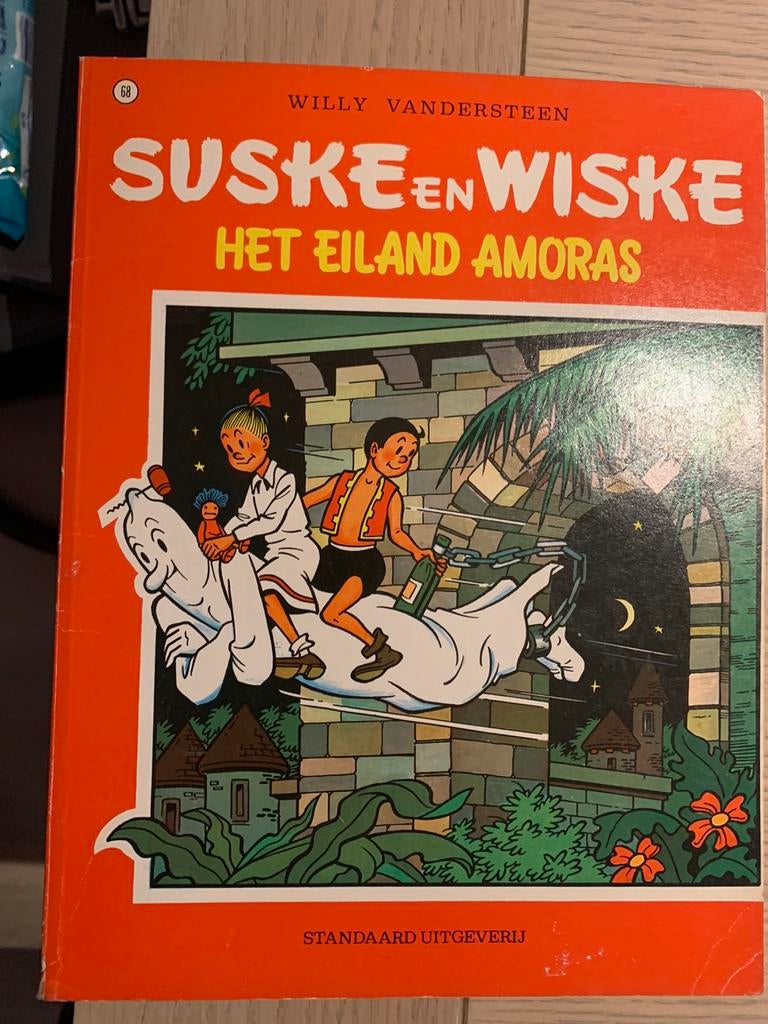 68
WILLY VANDERSTEEN
SUSKE EN WISKE
HET EILAND AMORAS
STANDAARD UITGEVERIJ